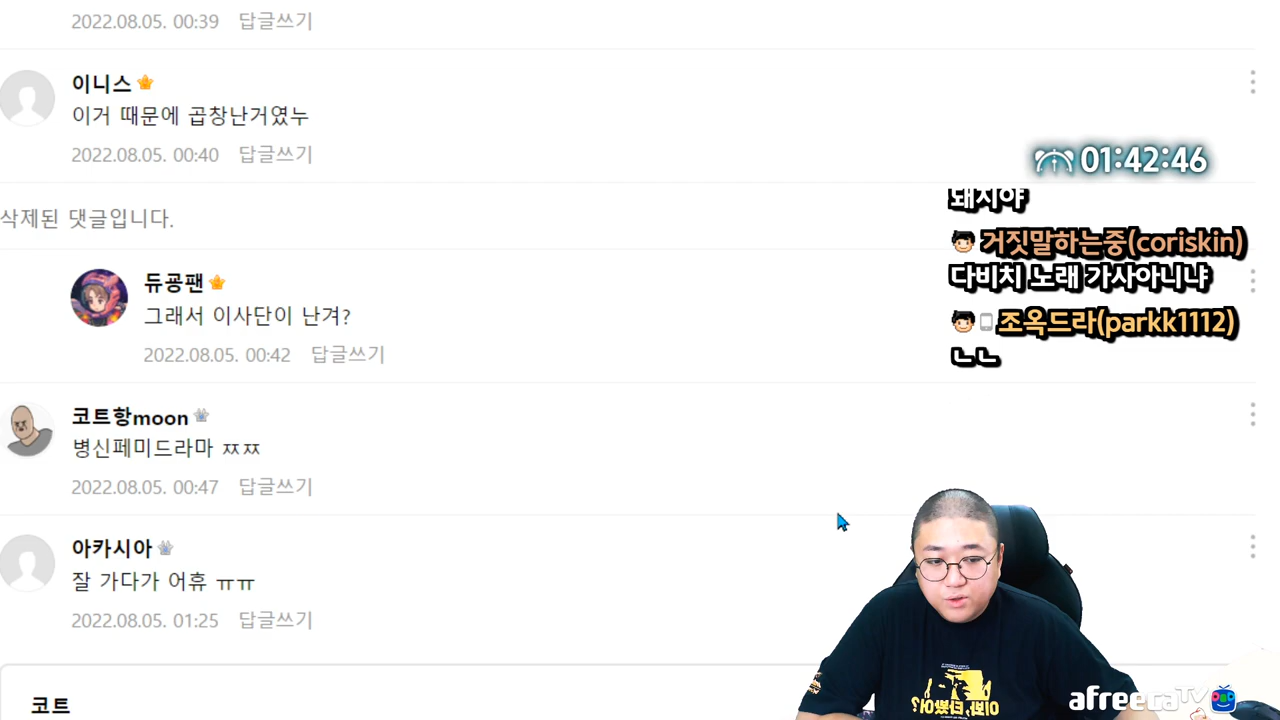 2022.08.05. 00:39 답글쓰기
이니스
이거 때문에 곱창난거였누
2022.08.05. 00:40 답글쓰기
삭제된 댓글입니다.
듀공팬
그래서 이사단이 난겨?
2022.08.05. 00:42 답글쓰기
코트항moon
병신페미드라마 ㅉㅉ
2022.08.05. 00:47 답글쓰기
아카시아
잘 가다가 어휴 ㅠㅠ
2022.08.05. 01:25 답글쓰기
코트
01:42:46
돼지야
거짓말하는중(coriskin)
다비치 노래 가사아니냐
조옥드라(parkk1112)
ㄴㄴ
이봐, 타봤어?
afreecaTV